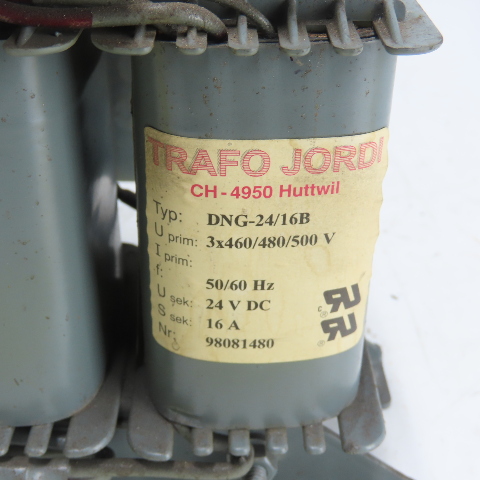 TRAFO JORDI
CH-4950 Huttwil
Typ: DNG-24/16B
U prim: 3x460/480/500 V
I prim:
f: 50/60 Hz
U sek: 24 V DC
S sek: 16 A
Nr: 98081480